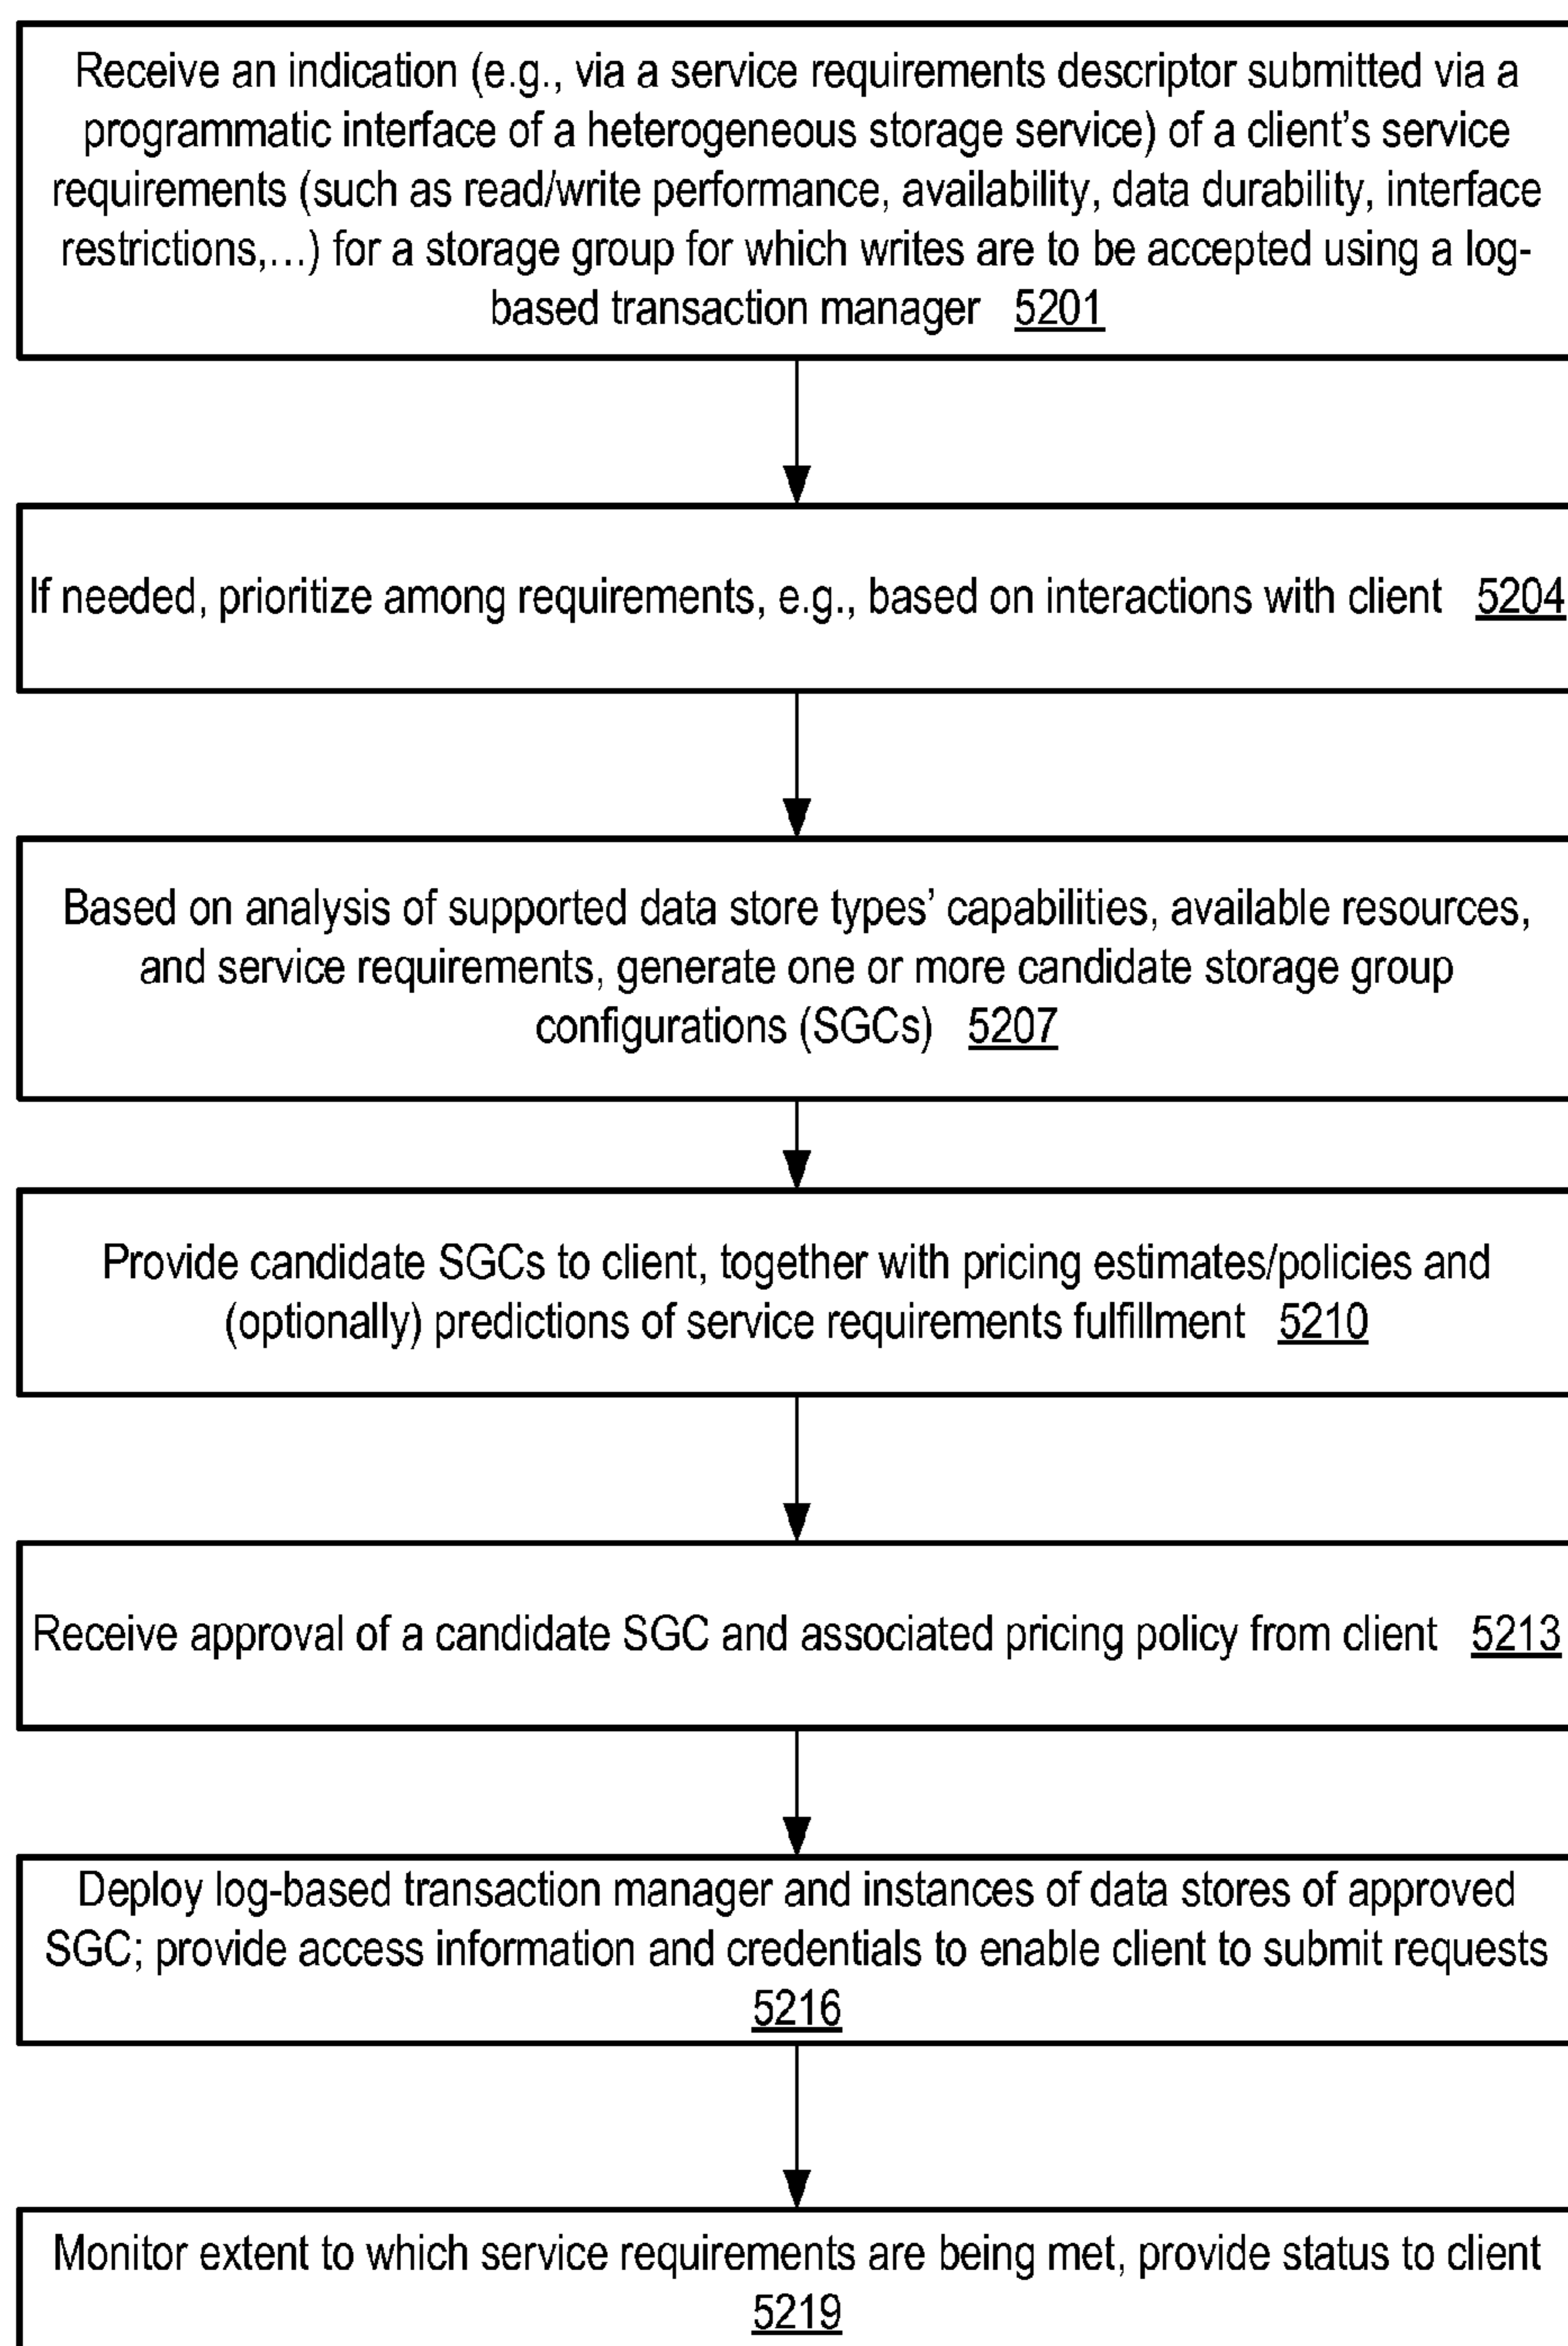 Receive an indication (e.g., via a service requirements descriptor submitted via a
programmatic interface of a heterogeneous storage service) of a client's service
requirements (such as read/write performance, availability, data durability, interface
restrictions,…) for a storage group for which writes are to be accepted using a log-
based transaction manager 5201
If needed, prioritize among requirements, e.g., based on interactions with client 5204
Based on analysis of supported data store types' capabilities, available resources,
and service requirements, generate one or more candidate storage group
configurations (SGCs) 5207
Provide candidate SGCs to client, together with pricing estimates/policies and
(optionally) predictions of service requirements fulfillment 5210
Receive approval of a candidate SGC and associated pricing policy from client 5213
Deploy log-based transaction manager and instances of data stores of approved
SGC; provide access information and credentials to enable client to submit requests
5216
Monitor extent to which service requirements are being met, provide status to client
5219